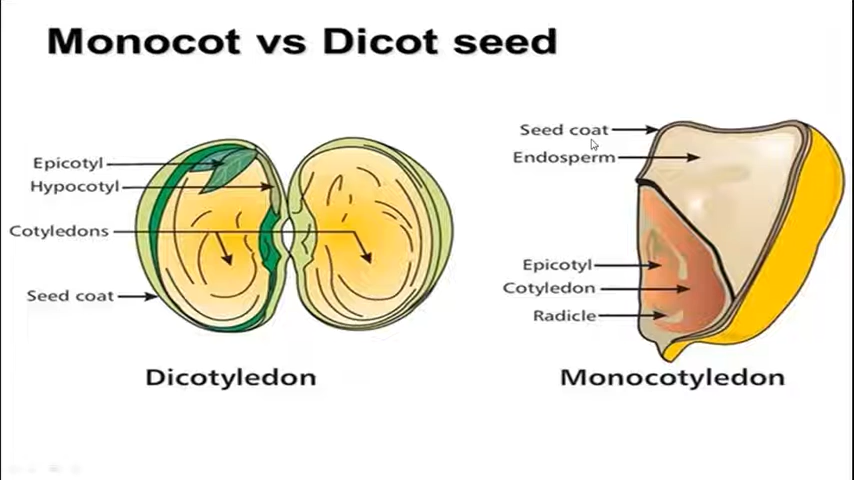 Monocot vs Dicot seed
Epicotyl
Hypocotyl
Cotyledons
Seed coat
Dicotyledon
Seed coat
Endosperm
Epicotyl
Cotyledon
Radicle
Monocotyledon